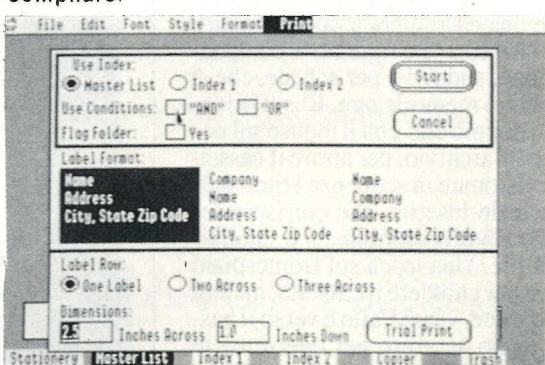 compilare.
File Edit Font Style Format Print
Use Index:
Master List Index 1 Index 2
Start
Use Conditions: "AND" "OR"
Cancel
Flag Folder: Yes
Label Format:
Name Company Name
Address Name Company
City, State Zip Code Address Address
City, State Zip Code City, State Zip Code
Label Row:
One Label Two Across Three Across
Dimensions:
2.5 Inches Across 1.0 Inches Down Trial Print
Stationery Master List Index 1 Index 2 Copier Trash